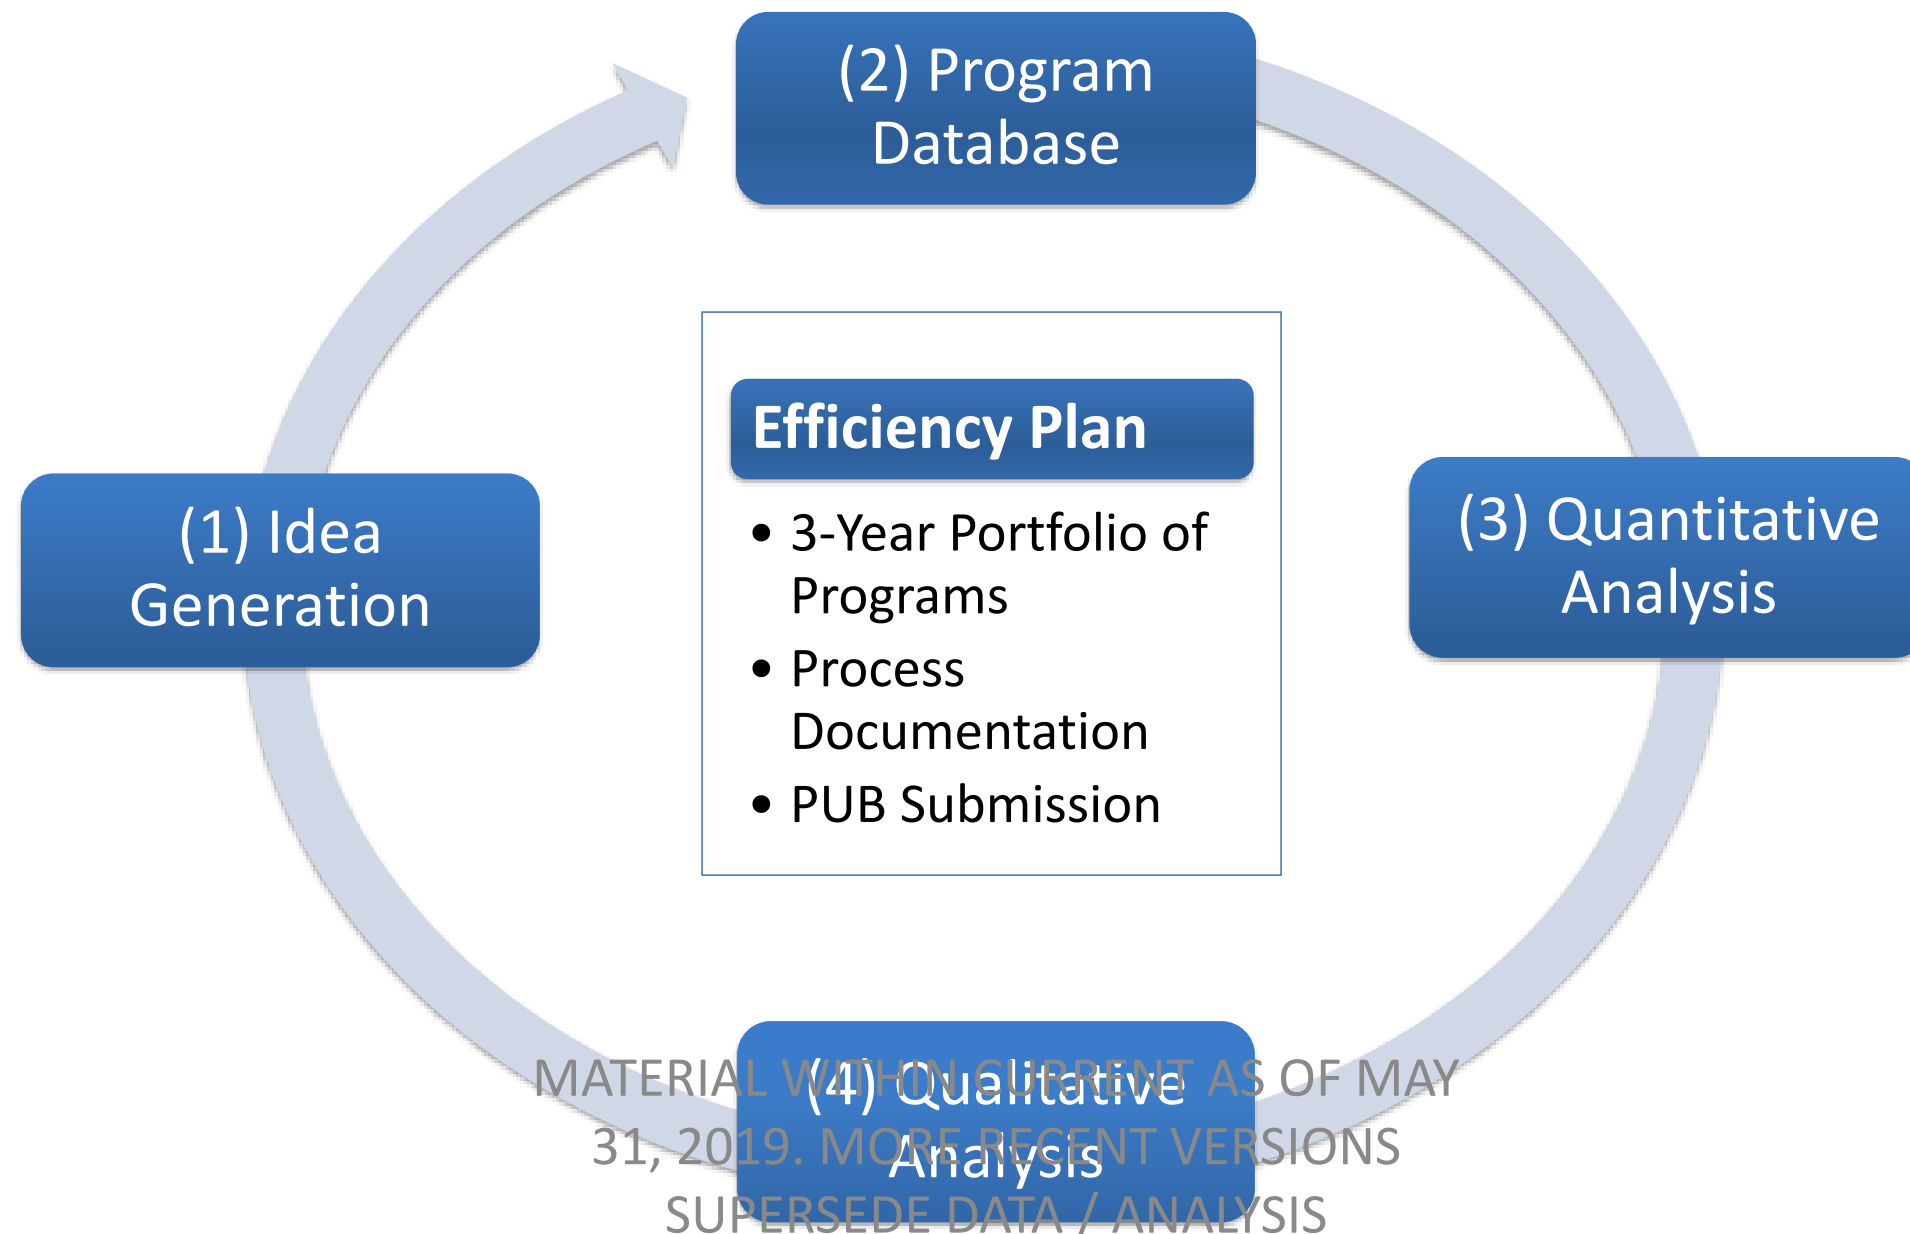 (2) Program
Database
(1) Idea
Generation
Efficiency Plan
• 3-Year Portfolio of
Programs
• Process
Documentation
• PUB Submission
(3) Quantitative
Analysis
(4) Qualitative
Analysis
MATERIAL WITHIN CURRENT AS OF MAY
31, 2019. MORE RECENT VERSIONS
SUPERSEDE DATA / ANALYSIS